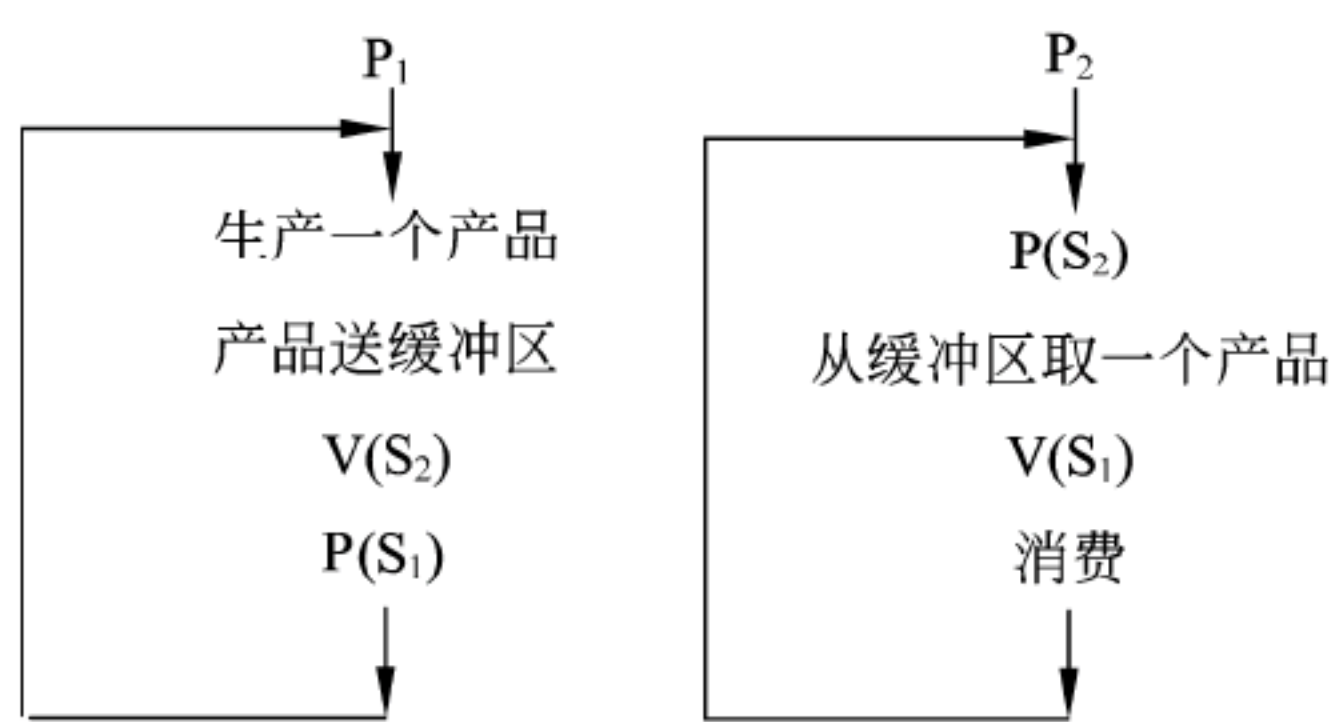 P₁
生产一个产品
产品送缓冲区
V(S₂)
P(S₁)
P₂
P(S₂)
从缓冲区取一个产品
V(S₁)
消费